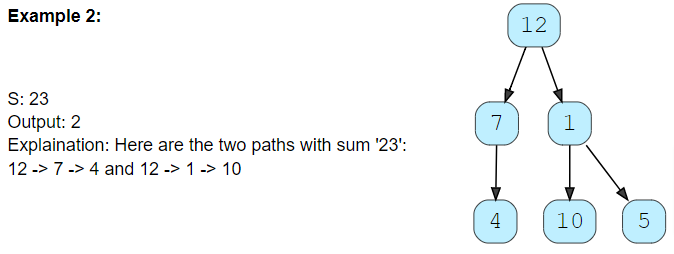 Example 2:
S: 23
Output: 2
Explaination: Here are the two paths with sum '23':
12 -> 7 -> 4 and 12 -> 1 -> 10
12
7 1
4 10 5